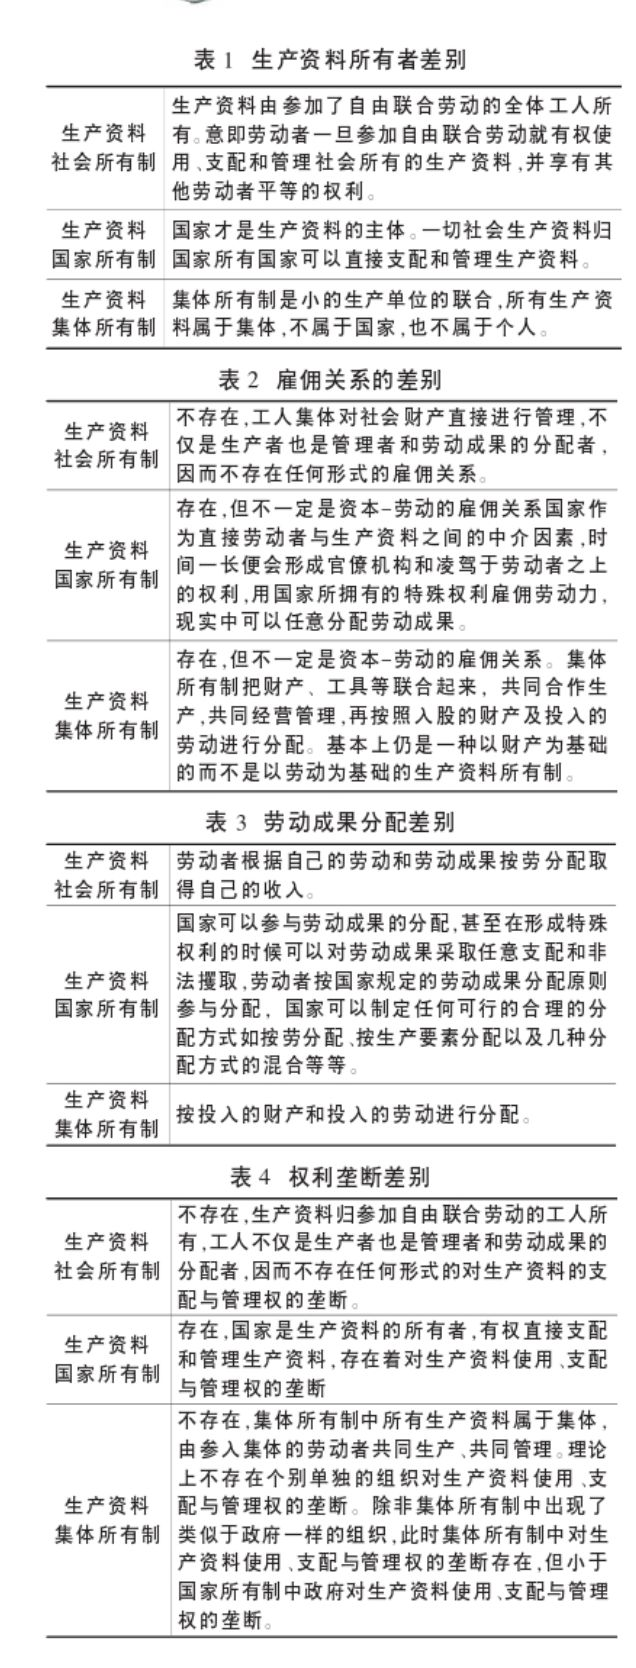 表 1 生产资料所有者差别
生产资料
社会所有制
生产资料由参加了自由联合劳动的全体工人所
有。意即劳动者一旦参加自由联合劳动就有权使
用、支配和管理社会所有的生产资料,并享有其
他劳动者平等的权利。
生产资料
国家所有制
国家才是生产资料的主体。一切社会生产资料归
国家所有国家可以直接支配和管理生产资料。
生产资料
集体所有制
集体所有制是小的生产单位的联合,所有生产资
料属于集体,不属于国家,也不属于个人。
表 2 雇佣关系的差别
生产资料
社会所有制
不存在,工人集体对社会财产直接进行管理,不
仅是生产者也是管理者和劳动成果的分配者,
因而不存在任何形式的雇佣关系。
生产资料
国家所有制
存在,但不一定是资本-劳动的雇佣关系国家作
为直接劳动者与生产资料之间的中介因素,时
间一长便会形成官僚机构和凌驾于劳动者之上
的权利,用国家所拥有的特殊权利雇佣劳动力,
现实中可以任意分配劳动成果。
生产资料
集体所有制
存在,但不一定是资本-劳动的雇佣关系。集体
所有制把财产、工具等联合起来,共同合作生
产,共同经营管理,再按照入股的财产及投入的
劳动进行分配。基本上仍是一种以财产为基础
的而不是以劳动为基础的生产资料所有制。
表 3 劳动成果分配差别
生产资料
社会所有制
劳动者根据自己的劳动和劳动成果按劳分配取
得自己的收入。
生产资料
国家所有制
国家可以参与劳动成果的分配,甚至在形成特殊
权利的时候可以对劳动成果采取任意支配和非
法攫取,劳动者按国家规定的劳动成果分配原则
参与分配,国家可以制定任何可行的合理的分
配方式如按劳分配、按生产要素分配以及几种分
配方式的混合等等。
生产资料
集体所有制
按投入的财产和投入的劳动进行分配。
表 4 权利垄断差别
生产资料
社会所有制
不存在,生产资料归参加自由联合劳动的工人所
有,工人不仅是生产者也是管理者和劳动成果的
分配者,因而不存在任何形式的对生产资料的支
配与管理权的垄断。
生产资料
国家所有制
存在,国家是生产资料的所有者,有权直接支配
和管理生产资料,存在着对生产资料使用、支配
与管理权的垄断
生产资料
集体所有制
不存在,集体所有制中所有生产资料属于集体,
由参入集体的劳动者共同生产、共同管理。理论
上不存在个别单独的组织对生产资料使用、支
配与管理权的垄断。除非集体所有制中出现了
类似于政府一样的组织,此时集体所有制中对生
产资料使用、支配与管理权的垄断存在,但小于
国家所有制中政府对生产资料使用、支配与管理
权的垄断。